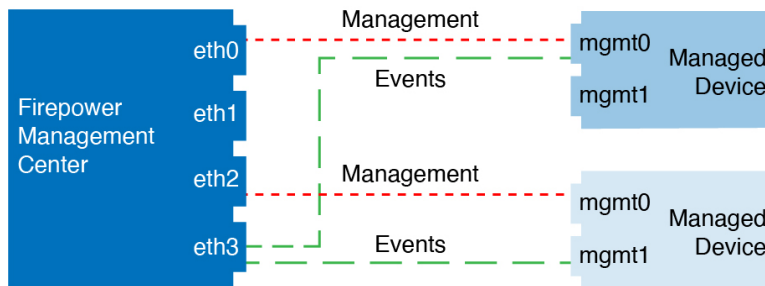 Management
eth0
mgmt0
Managed
Device
Events
mgmt1
eth1
Firepower
Management
Center
eth2
Management
mgmt0
Managed
Device
eth3
Events
mgmt1